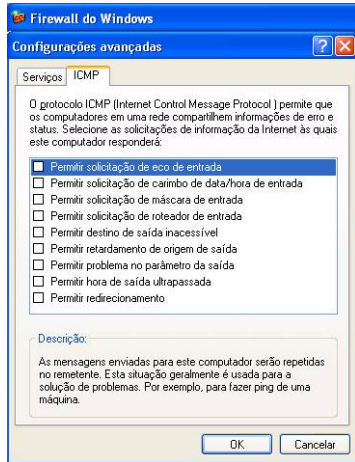 Firewall do Windows
Configurações avançadas
Serviços ICMP
O protocolo ICMP (Internet Control Message Protocol ) permite que
os computadores em uma rede compartilhem informações de erro e
status. Selecione as solicitações de informação da Internet às quais
este computador responderá:
Permitir solicitação de eco de entrada
Permitir solicitação de carimbo de data/hora de entrada
Permitir solicitação de máscara de entrada
Permitir solicitação de roteador de entrada
Permitir destino de saída inacessível
Permitir retardamento de origem de saída
Permitir problema no parâmetro da saída
Permitir hora de saída ultrapassada
Permitir redirecionamento
Descrição:
As mensagens enviadas para este computador serão repetidas
no remetente. Esta situação geralmente é usada para a
solução de problemas. Por exemplo, para fazer ping de uma
máquina.
OK Cancelar